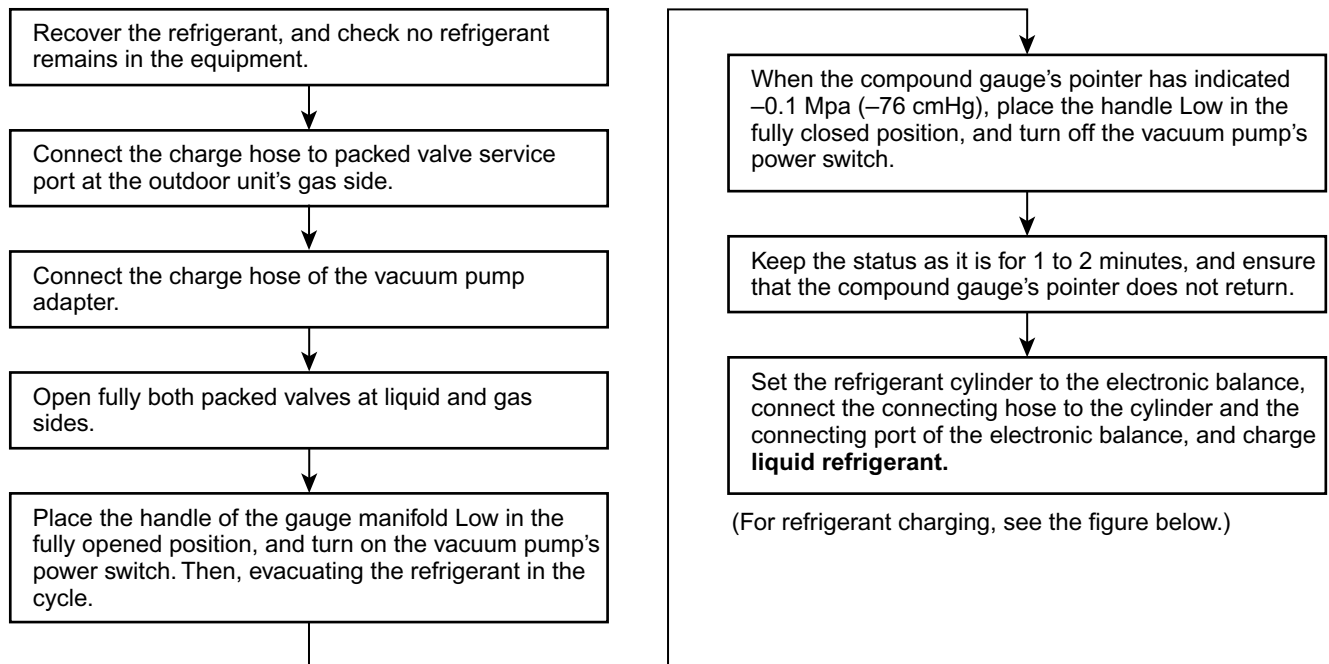 Recover the refrigerant, and check no refrigerant
remains in the equipment.
Connect the charge hose to packed valve service
port at the outdoor unit's gas side.
Connect the charge hose of the vacuum pump
adapter.
Open fully both packed valves at liquid and gas
sides.
Place the handle of the gauge manifold Low in the
fully opened position, and turn on the vacuum pump's
power switch. Then, evacuating the refrigerant in the
cycle.
When the compound gauge's pointer has indicated
–0.1 Mpa (–76 cmHg), place the handle Low in the
fully closed position, and turn off the vacuum pump's
power switch.
Keep the status as it is for 1 to 2 minutes, and ensure
that the compound gauge's pointer does not return.
Set the refrigerant cylinder to the electronic balance,
connect the connecting hose to the cylinder and the
connecting port of the electronic balance, and charge
liquid refrigerant.
(For refrigerant charging, see the figure below.)